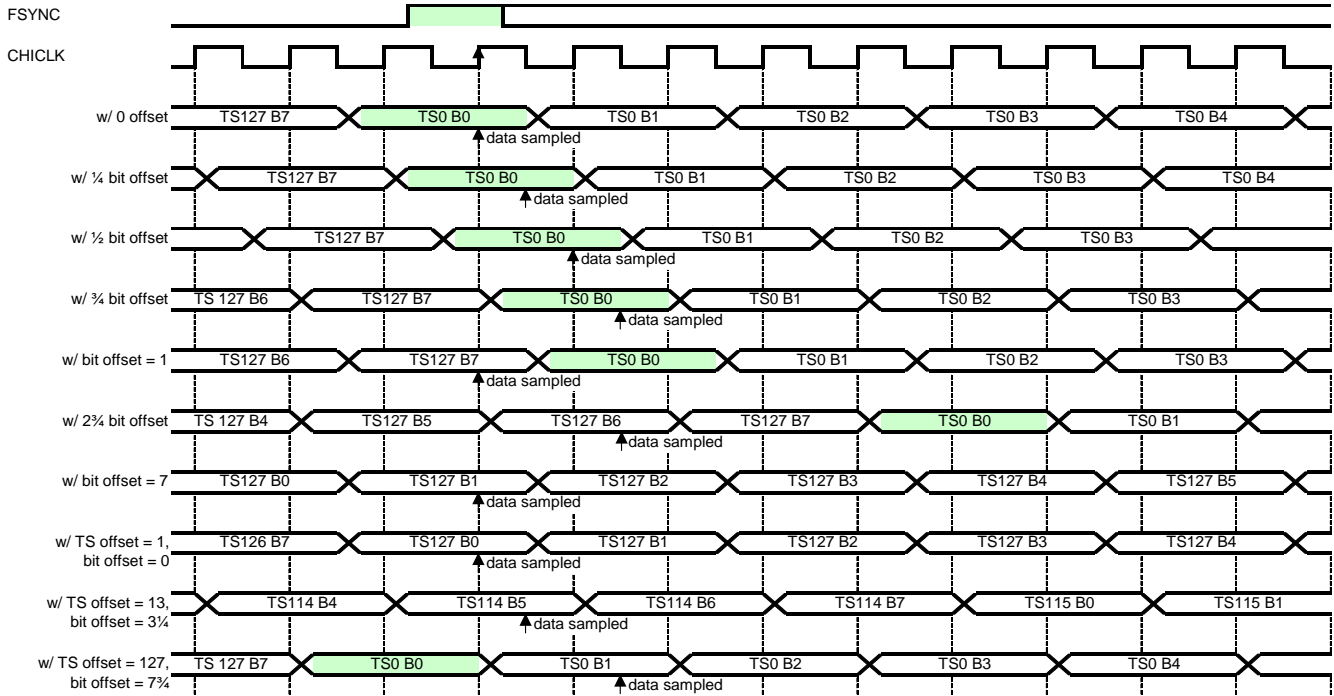 FSYNC
CHICLK
w/ 0 offset TS127 B7 TS0 B0 TS0 B1 TS0 B2 TS0 B3 TS0 B4
data sampled
w/ ¼ bit offset TS127 B7 TS0 B0 TS0 B1 TS0 B2 TS0 B3 TS0 B4
data sampled
w/ ½ bit offset TS127 B7 TS0 B0 TS0 B1 TS0 B2 TS0 B3
data sampled
w/ ¾ bit offset TS 127 B6 TS127 B7 TS0 B0 TS0 B1 TS0 B2 TS0 B3
data sampled
w/ bit offset = 1 TS127 B6 TS127 B7 TS0 B0 TS0 B1 TS0 B2 TS0 B3
data sampled
w/ 2¾ bit offset TS 127 B4 TS127 B5 TS127 B6 TS127 B7 TS0 B0 TS0 B1
data sampled
w/ bit offset = 7 TS127 B0 TS127 B1 TS127 B2 TS127 B3 TS127 B4 TS127 B5
data sampled
w/ TS offset = 1, TS126 B7 TS127 B0 TS127 B1 TS127 B2 TS127 B3 TS127 B4
bit offset = 0 data sampled
w/ TS offset = 13, TS114 B4 TS114 B5 TS114 B6 TS114 B7 TS115 B0 TS115 B1
bit offset = 3¼ data sampled
w/ TS offset = 127, TS 127 B7 TS0 B0 TS0 B1 TS0 B2 TS0 B3 TS0 B4
bit offset = 7¾ data sampled